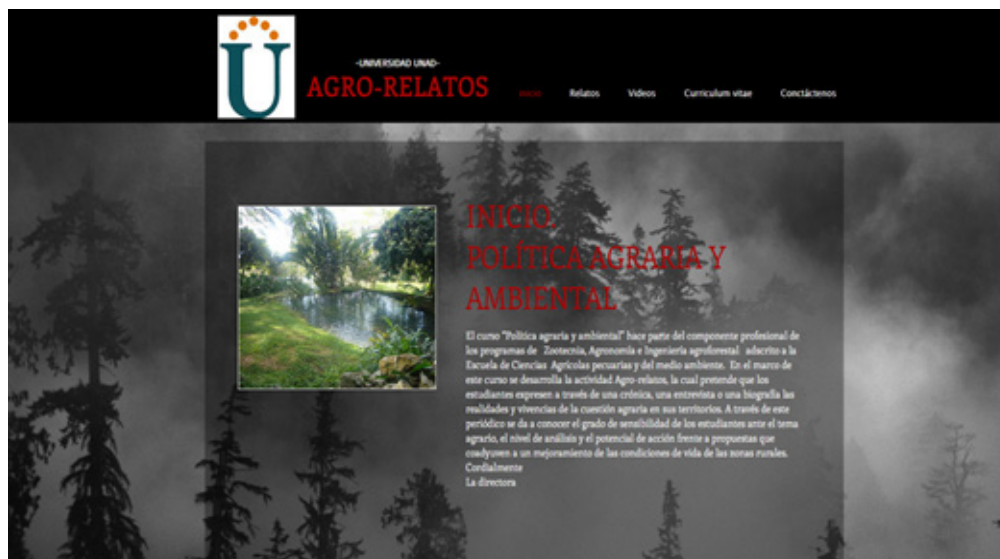 U
-UNIVERSIDAD UNAD-
AGRO-RELATOS
Inicio Relatos Videos Curriculum vitae Conctáctenos
INICIO.
POLÍTICA AGRARIA Y
AMBIENTAL
El curso "Política agraria y ambiental" hace parte del componente profesional de
los programas de Zootecnia, Agronomía e Ingeniería agroforestal adscrito a la
Escuela de Ciencias Agrícolas pecuarias y del medio ambiente. En el marco de
este curso se desarrolla la actividad Agro-relatos, la cual pretende que los
estudiantes expresen a través de una crónica, una entrevista o una biografía las
realidades y vivencias de la cuestión agraria en sus territorios. A través de este
periódico se da a conocer el grado de sensibilidad de los estudiantes ante el tema
agrario, el nivel de análisis y el potencial de acción frente a propuestas que
coadyuven a un mejoramiento de las condiciones de vida de las zonas rurales.
Cordialmente
La directora